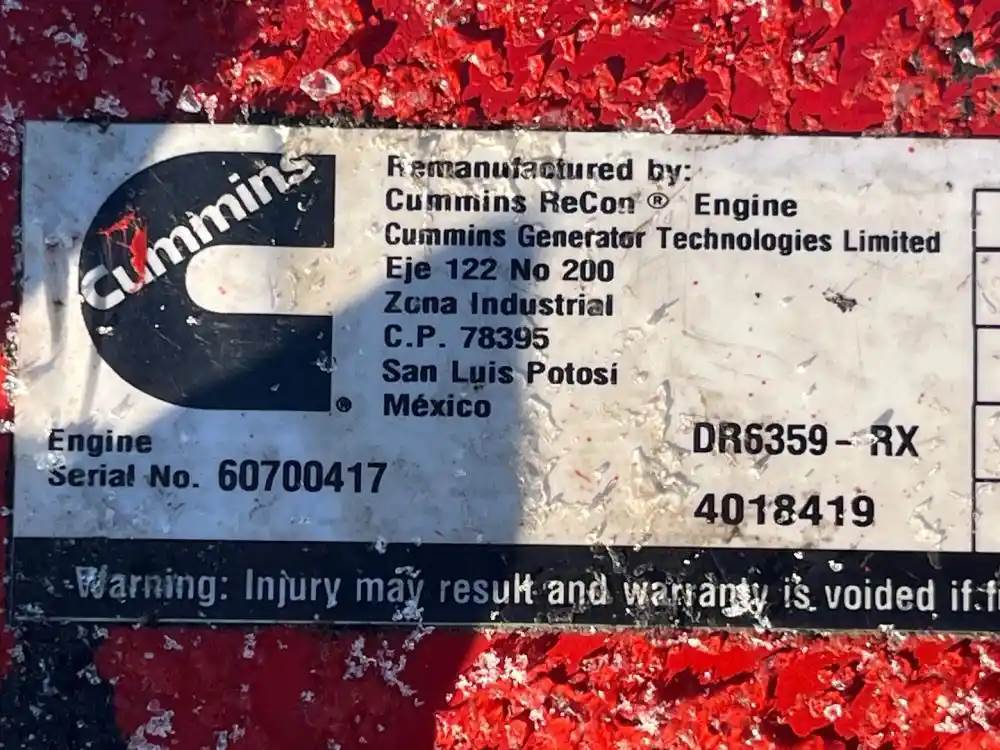 Cummins
®
Remanufactured by:
Cummins ReCon® Engine
Cummins Generator Technologies Limited
Eje 122 No 200
Zona Industrial
C.P. 78395
San Luis Potosí
México
Engine
Serial No. 60700417
DR6359-RX
4018419
Warning: Injury may result and warranty is voided if f